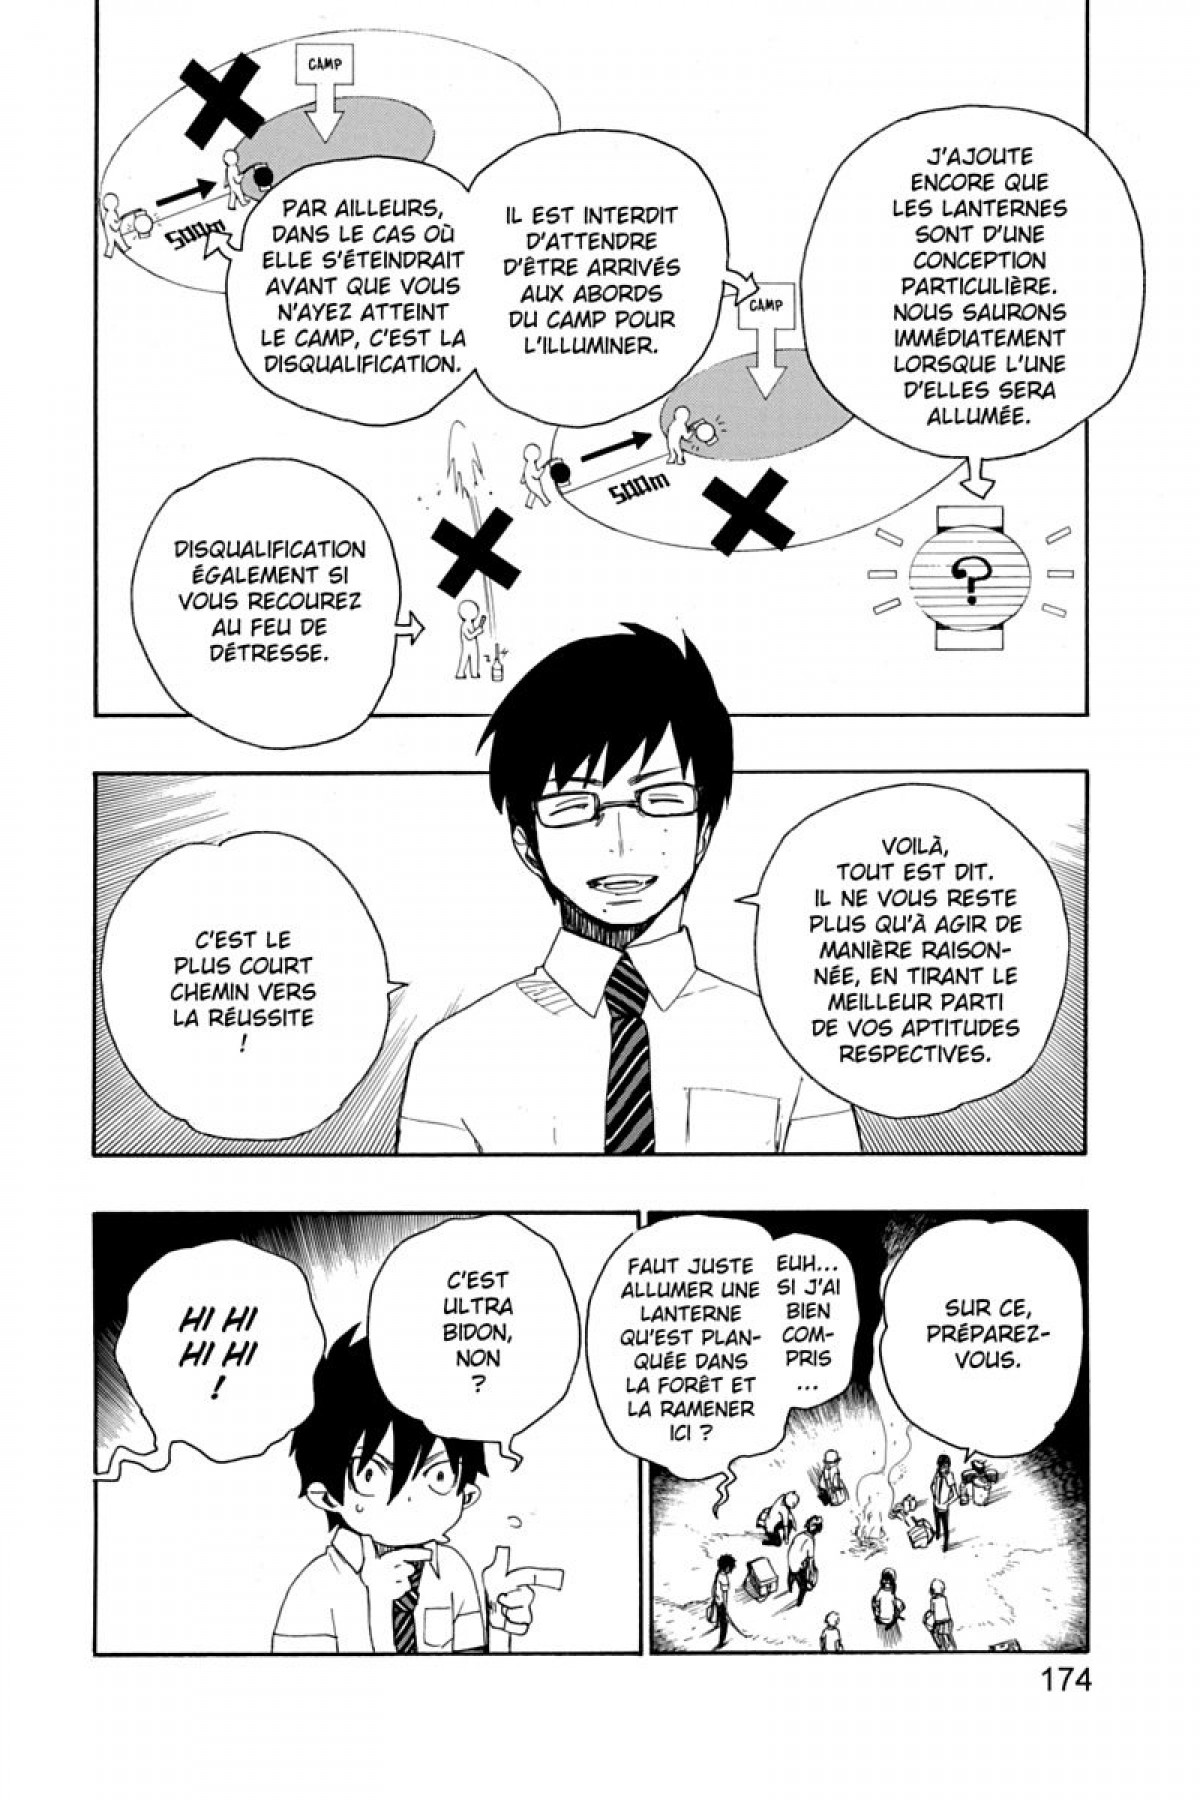 J'AJOUTE
ENCORE QUE
LES LANTERNES
SONT D'UNE
CONCEPTION
PARTICULIÈRE.
NOUS SAURONS
IMMÉDIATEMENT
LORSQUE L'UNE
D'ELLES SERA
ALLUMÉE.
?
IL EST INTERDIT
D'ATTENDRE
D'ÊTRE ARRIVÉS
AUX ABORDS
DU CAMP POUR
L'ILLUMINER.
CAMP
500m
PAR AILLEURS,
DANS LE CAS OÙ
ELLE S'ÉTEINDRAIT
AVANT QUE VOUS
N'AYEZ ATTEINT
LE CAMP, C'EST LA
DISQUALIFICATION.
CAMP
500m
DISQUALIFICATION
ÉGALEMENT SI
VOUS RECOUREZ
AU FEU DE
DÉTRESSE.
VOILÀ,
TOUT EST DIT.
IL NE VOUS RESTE
PLUS QU'À AGIR DE
MANIÈRE RAISON-
NÉE, EN TIRANT LE
MEILLEUR PARTI
DE VOS APTITUDES
RESPECTIVES.
C'EST LE
PLUS COURT
CHEMIN VERS
LA RÉUSSITE
!
SUR CE,
PRÉPAREZ-
VOUS.
EUH...
SI J'AI
BIEN
COM-
PRIS
...
FAUT JUSTE
ALLUMER UNE
LANTERNE
QU'EST PLAN-
QUÉE DANS
LA FORÊT ET
LA RAMENER
ICI ?
C'EST
ULTRA
BIDON,
NON
?
HI HI
HI HI
!
174